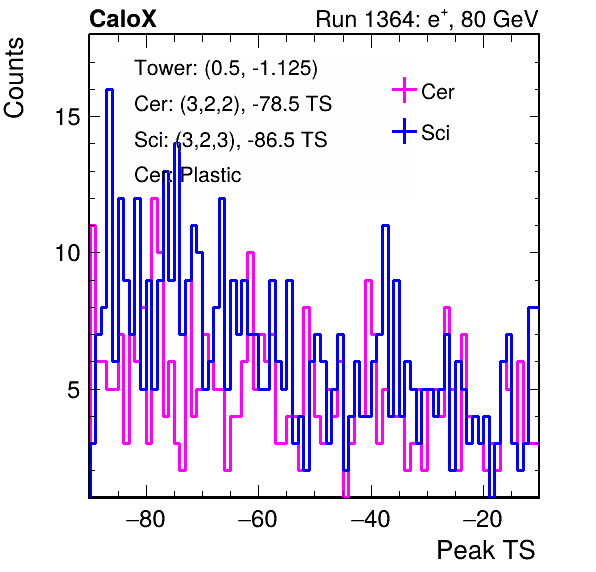 CaloX Run 1364: e+, 80 GeV
Counts
Tower: (0.5, -1.125)
Cer: (3,2,2), -78.5 TS
Sci: (3,2,3), -86.5 TS
Cer: Plastic
Cer
Sci
15
10
5
−80 −60 −40 −20
Peak TS